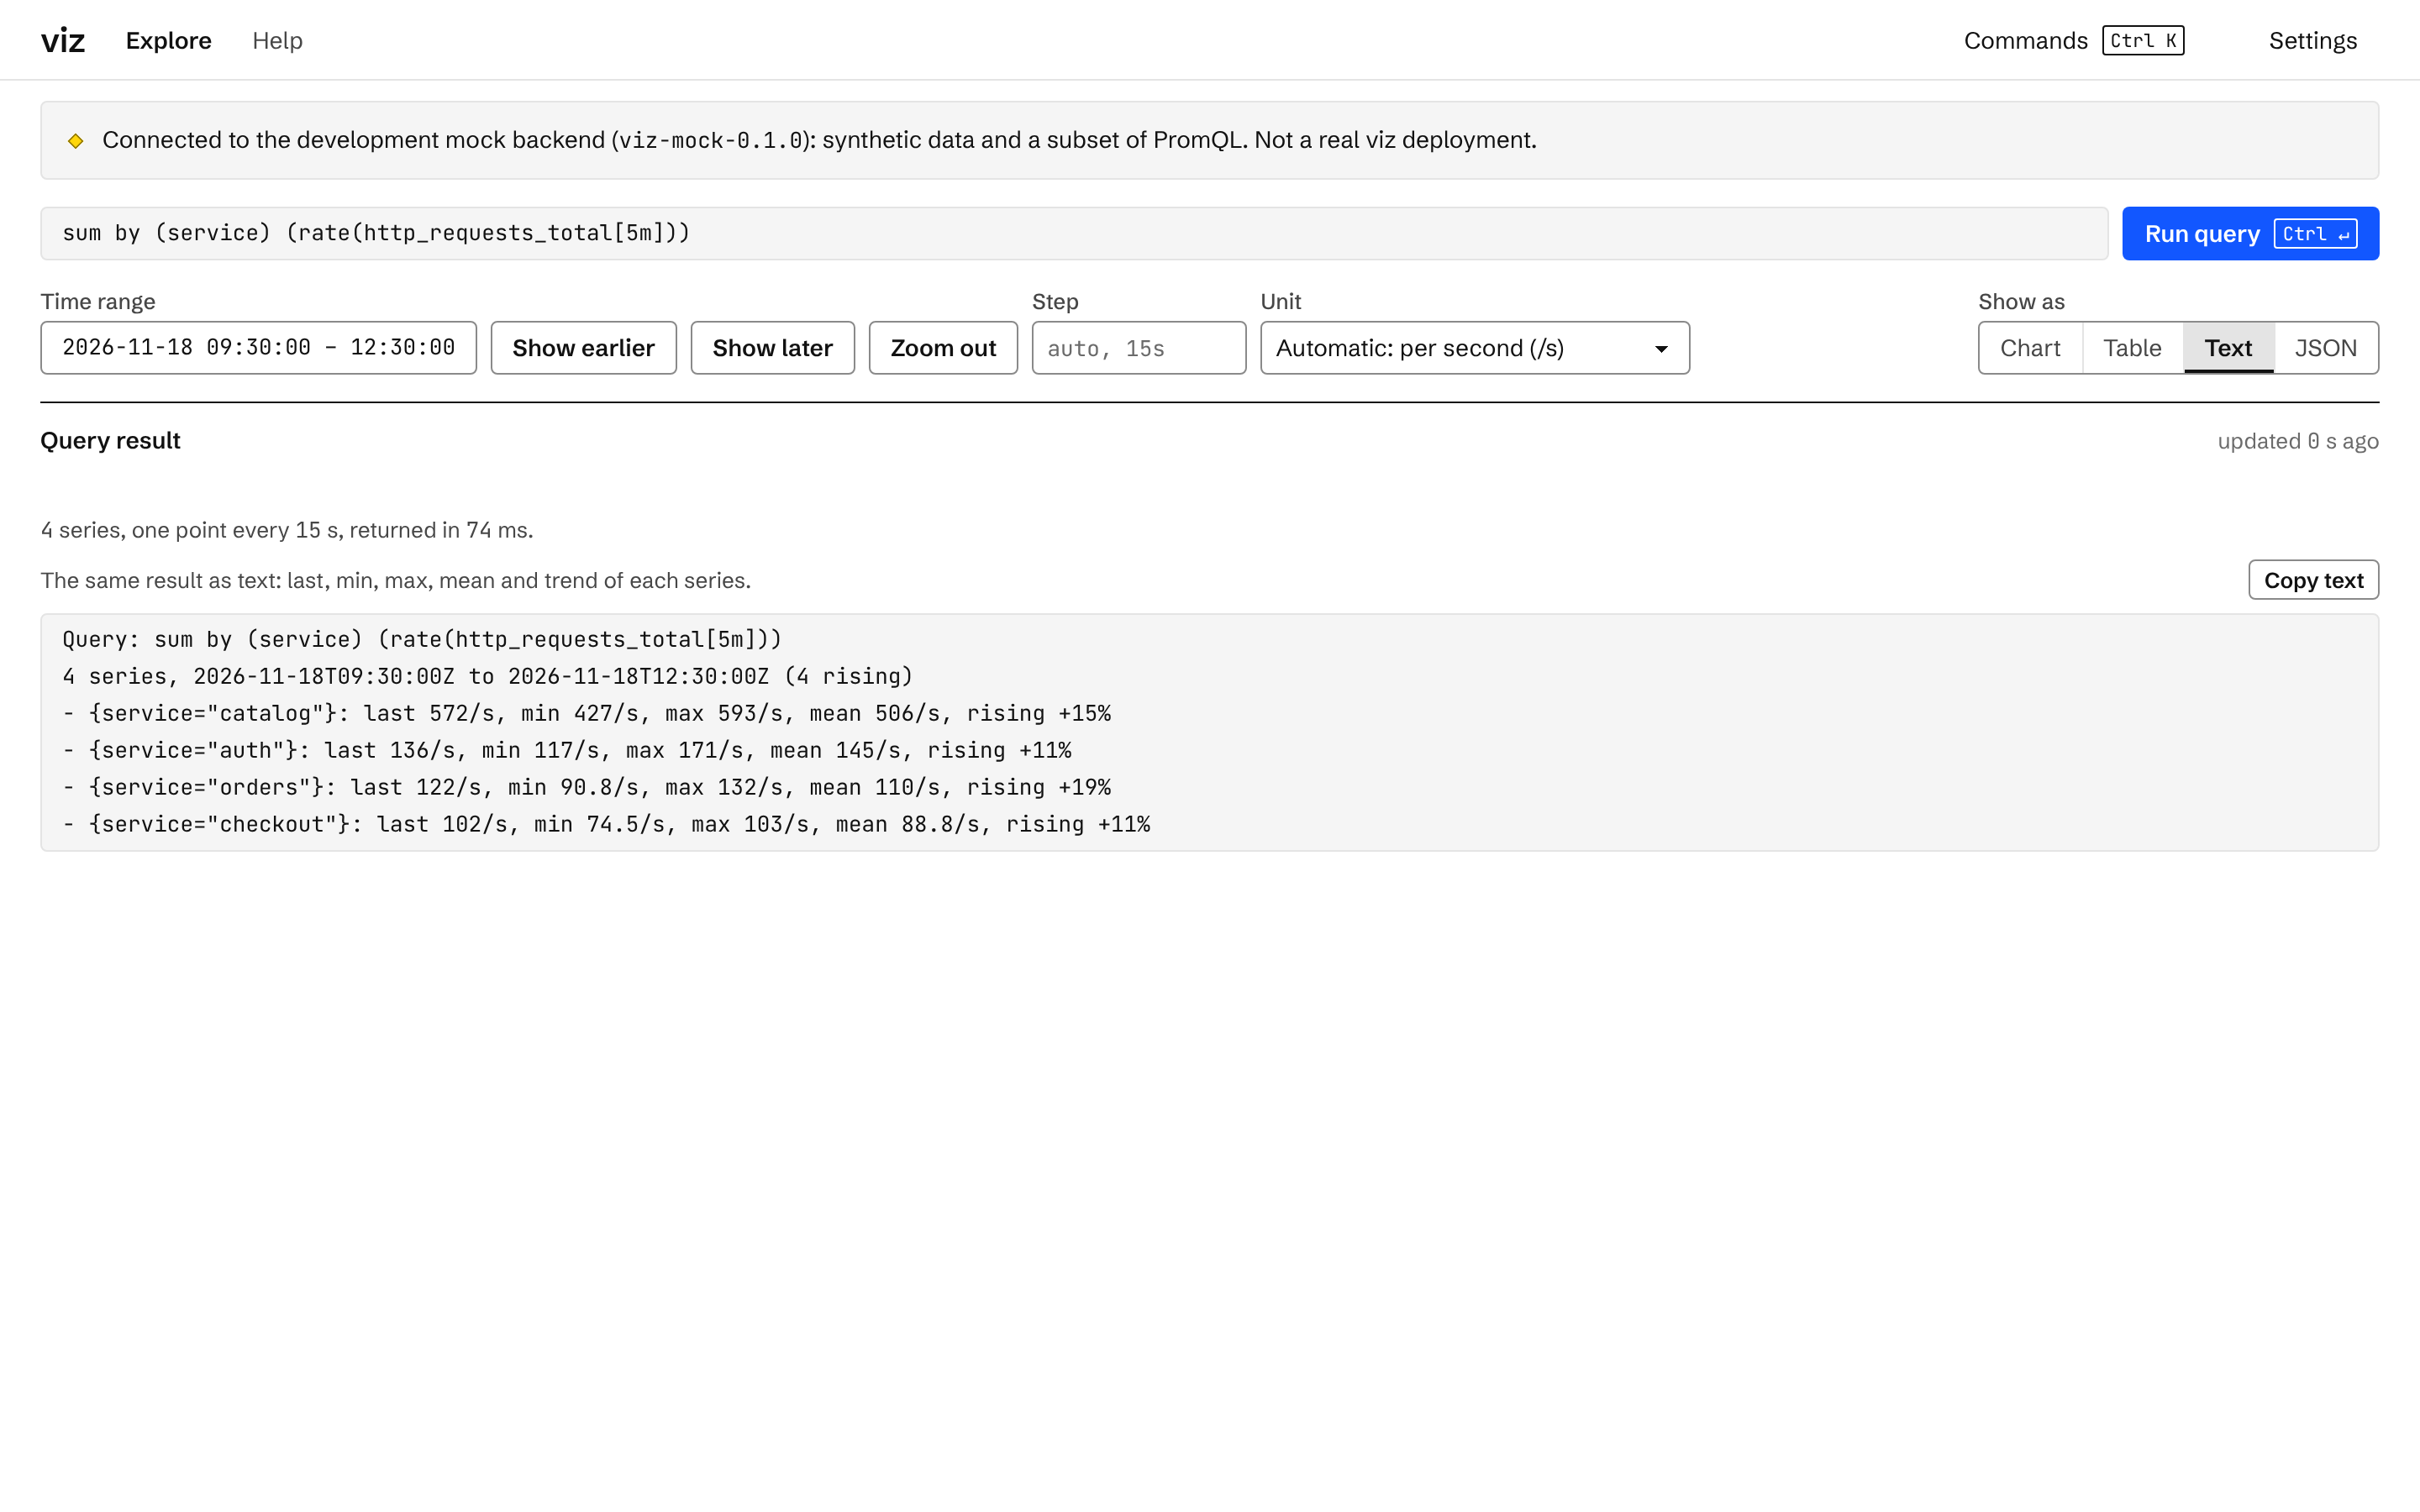 viz Explore Help Commands Ctrl K Settings
Connected to the development mock backend (viz-mock-0.1.0): synthetic data and a subset of PromQL. Not a real viz deployment.
sum by (service) (rate(http_requests_total[5m])) Run query Ctrl ↵
Time range Step Unit Show as
2026-11-18 09:30:00 – 12:30:00 Show earlier Show later Zoom out auto, 15s Automatic: per second (/s) Chart Table Text JSON
Query result updated 0 s ago
4 series, one point every 15 s, returned in 74 ms.
The same result as text: last, min, max, mean and trend of each series. Copy text
Query: sum by (service) (rate(http_requests_total[5m]))
4 series, 2026-11-18T09:30:00Z to 2026-11-18T12:30:00Z (4 rising)
- {service="catalog"}: last 572/s, min 427/s, max 593/s, mean 506/s, rising +15%
- {service="auth"}: last 136/s, min 117/s, max 171/s, mean 145/s, rising +11%
- {service="orders"}: last 122/s, min 90.8/s, max 132/s, mean 110/s, rising +19%
- {service="checkout"}: last 102/s, min 74.5/s, max 103/s, mean 88.8/s, rising +11%